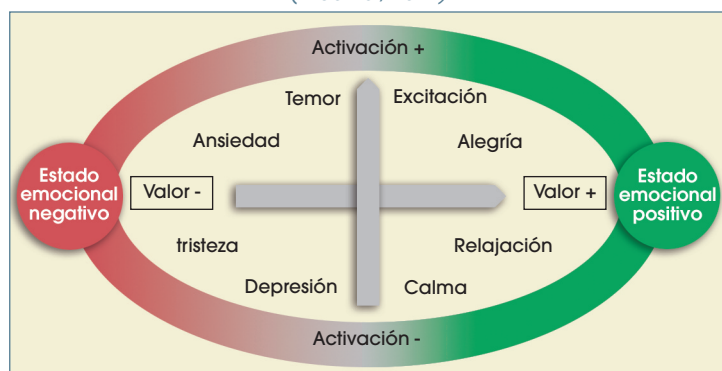 Activación +
Temor
Excitación
Ansiedad
Alegría
Estado
emocional
negativo
Valor -
Valor +
Estado
emocional
positivo
tristeza
Relajación
Depresión
Calma
Activación -